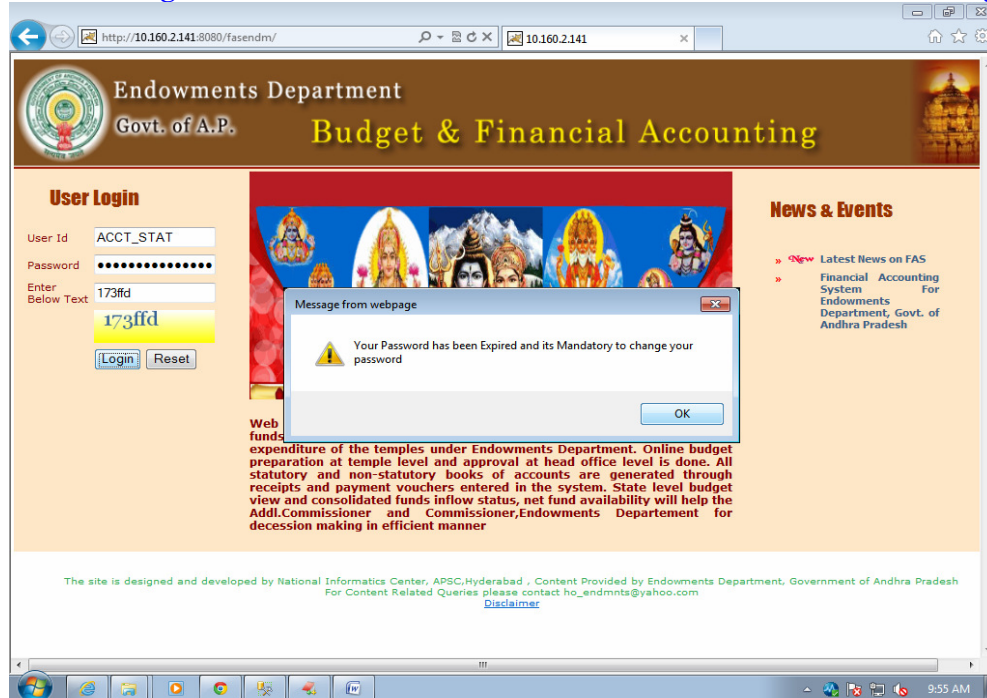 http://10.160.2.141:8080/fasendm/
10.160.2.141
Endowments Department
Govt. of A.P.
Budget & Financial Accounting
User Login
User Id ACCT_STAT
Password
Enter
Below Text 173ffd
173ffd
Login Reset
Message from webpage
Your Password has been Expired and its Mandatory to change your
password
OK
Web
funds
expenditure of the temples under Endowments Department. Online budget
preparation at temple level and approval at head office level is done. All
statutory and non-statutory books of accounts are generated through
receipts and payment vouchers entered in the system. State level budget
view and consolidated funds inflow status, net fund availability will help the
Addl.Commissioner and Commissioner,Endowments Departement for
decession making in efficient manner
News & Events
» New Latest News on FAS
» Financial Accounting
System For
Endowments
Department, Govt. of
Andhra Pradesh
The site is designed and developed by National Informatics Center, APSC,Hyderabad , Content Provided by Endowments Department, Government of Andhra Pradesh
For Content Related Queries please contact ho_endmnts@yahoo.com
Disclaimer
9:55 AM